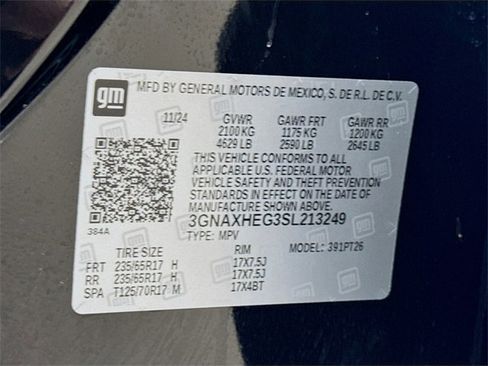 gm
MFD BY GENERAL MOTORS DE MEXICO, S. DE R.L. DE C.V.
11/24 GVWR GAWR FRT GAWR RR
2100 KG 1175 KG 1200 KG
4629 LB 2590 LB 2645 LB
THIS VEHICLE CONFORMS TO ALL
APPLICABLE U.S. FEDERAL MOTOR
VEHICLE SAFETY AND THEFT PREVENTION
STANDARDS IN EFFECT ON THE DATE OF
MANUFACTURE SHOWN ABOVE.
384A
3GNAXHEG3SL213249
TYPE: MPV MODEL: 391PT26
TIRE SIZE RIM
FRT 235/65R17 H 17X7.5J
RR 235/65R17 H 17X7.5J
SPA T125/70R17 M 17X4BT